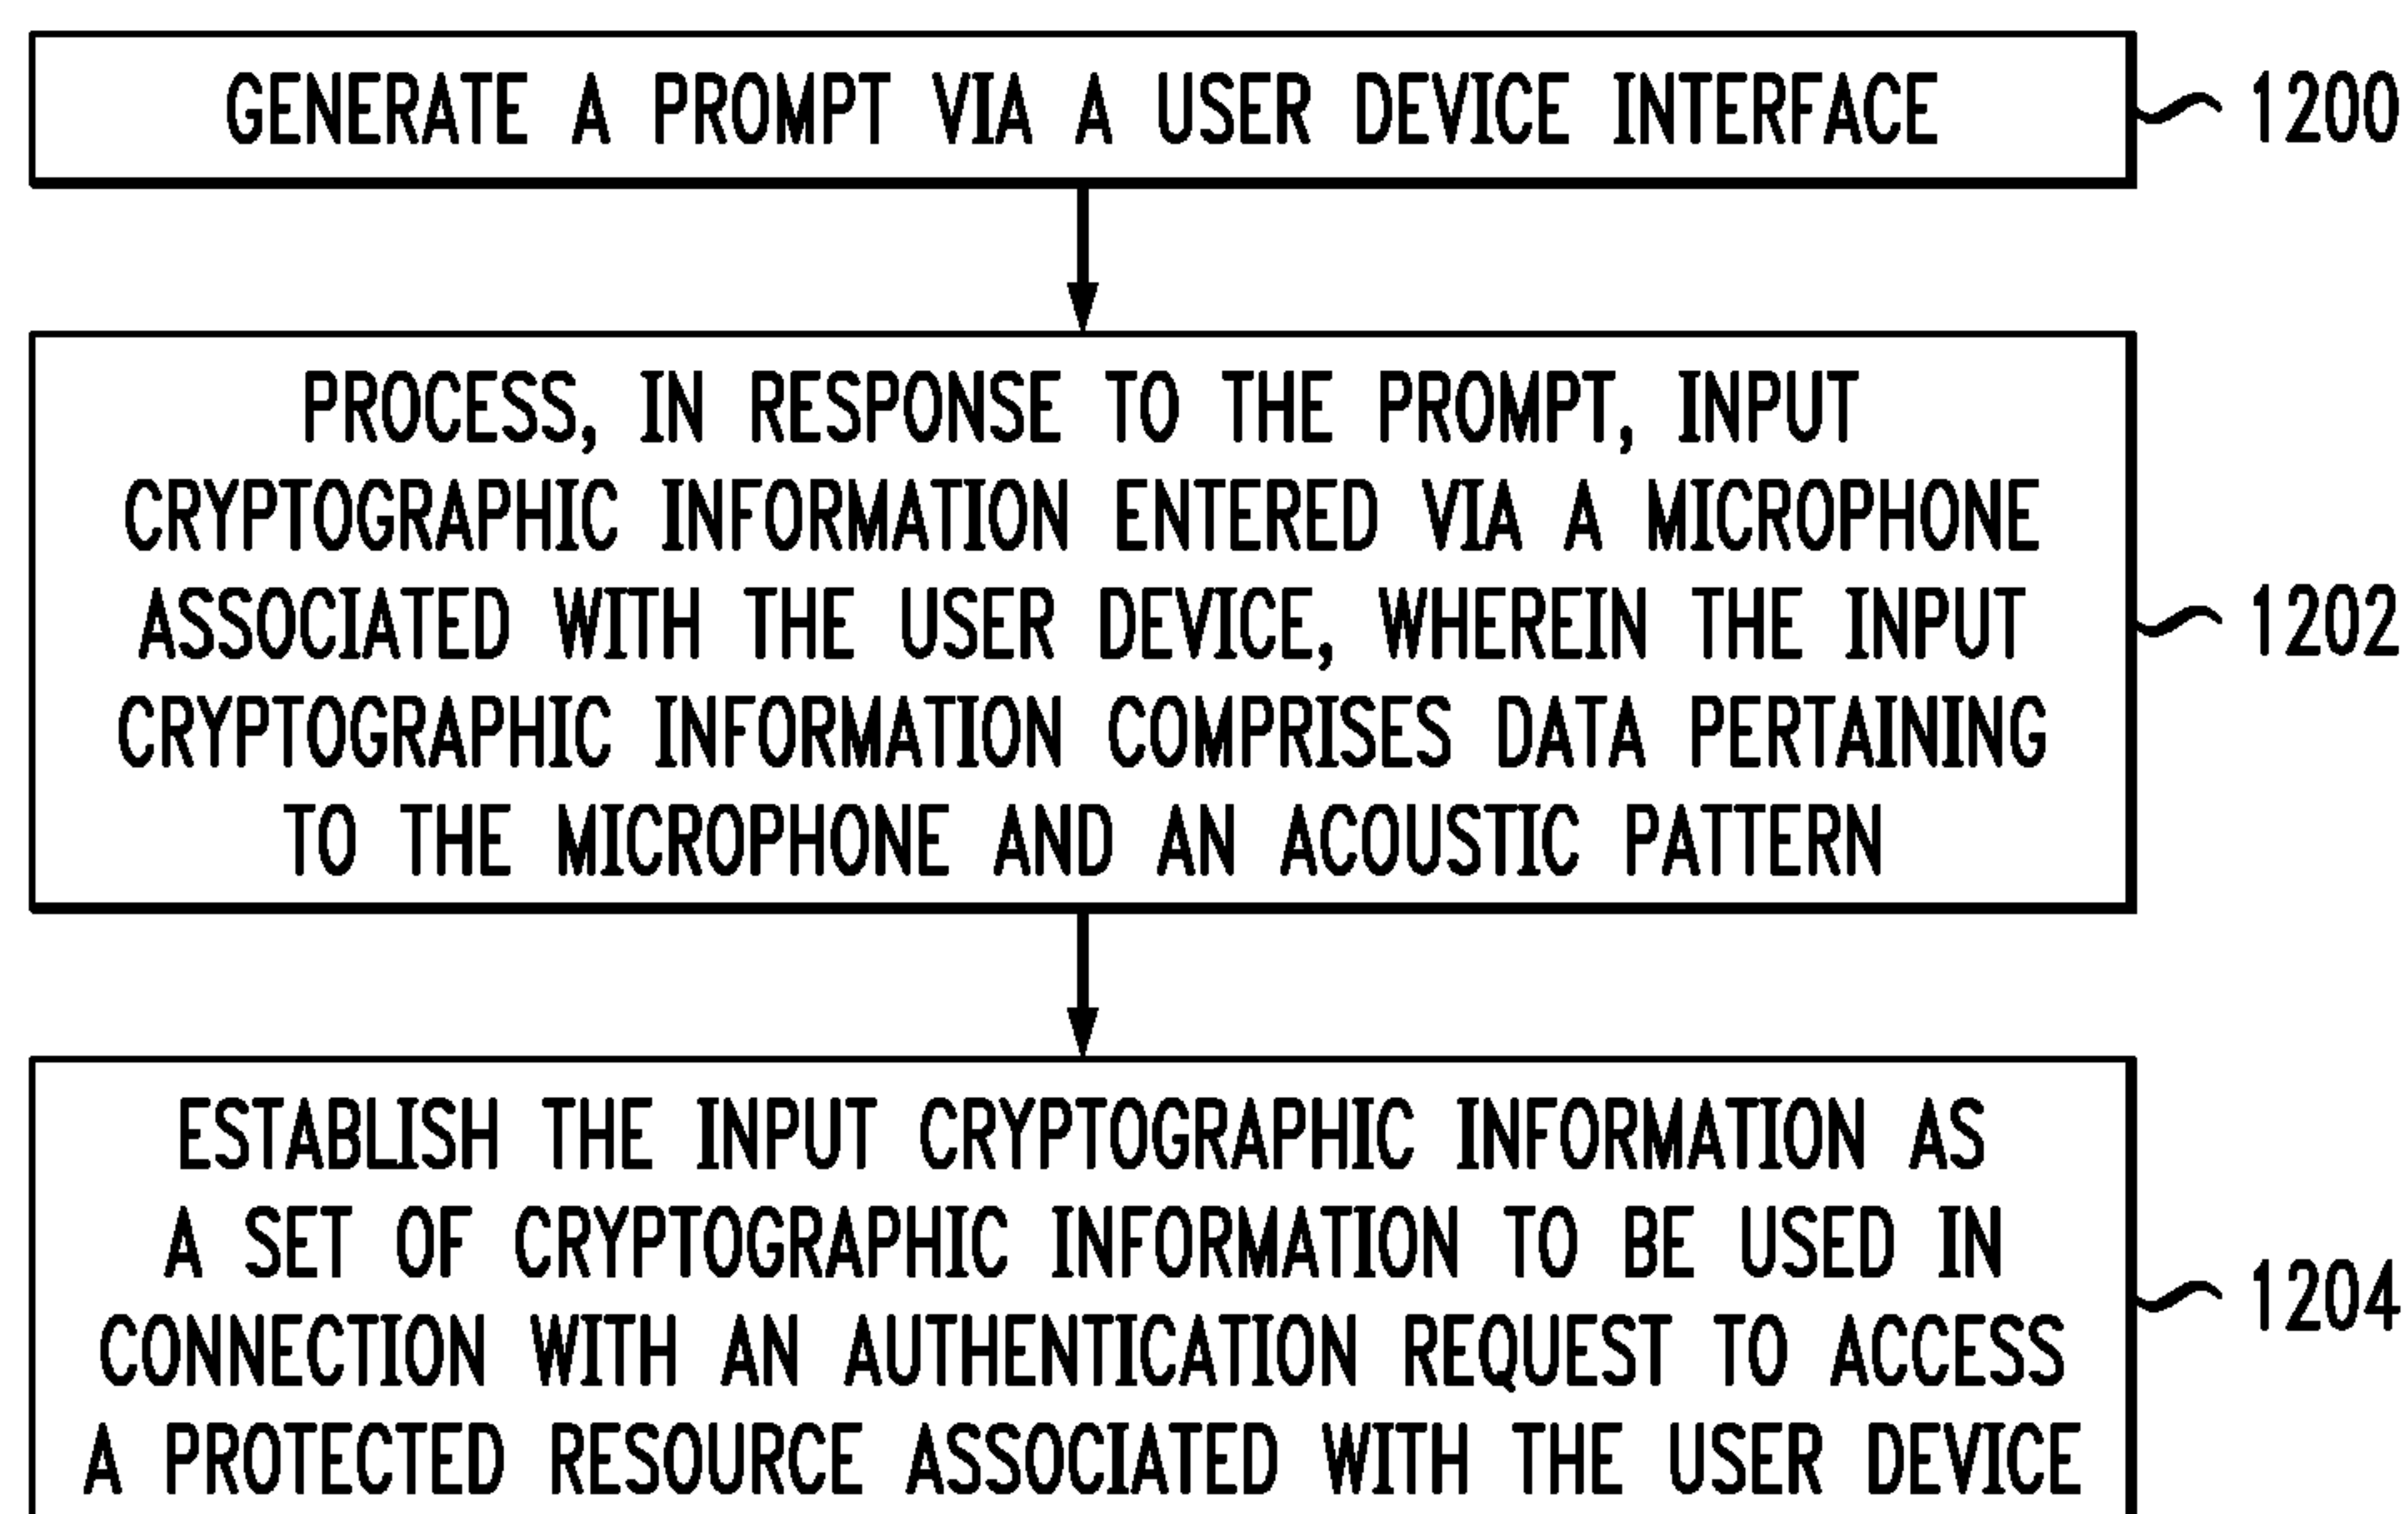 GENERATE A PROMPT VIA A USER DEVICE INTERFACE
1200
PROCESS, IN RESPONSE TO THE PROMPT, INPUT
CRYPTOGRAPHIC INFORMATION ENTERED VIA A MICROPHONE
ASSOCIATED WITH THE USER DEVICE, WHEREIN THE INPUT
CRYPTOGRAPHIC INFORMATION COMPRISES DATA PERTAINING
TO THE MICROPHONE AND AN ACOUSTIC PATTERN
1202
ESTABLISH THE INPUT CRYPTOGRAPHIC INFORMATION AS
A SET OF CRYPTOGRAPHIC INFORMATION TO BE USED IN
CONNECTION WITH AN AUTHENTICATION REQUEST TO ACCESS
A PROTECTED RESOURCE ASSOCIATED WITH THE USER DEVICE
1204